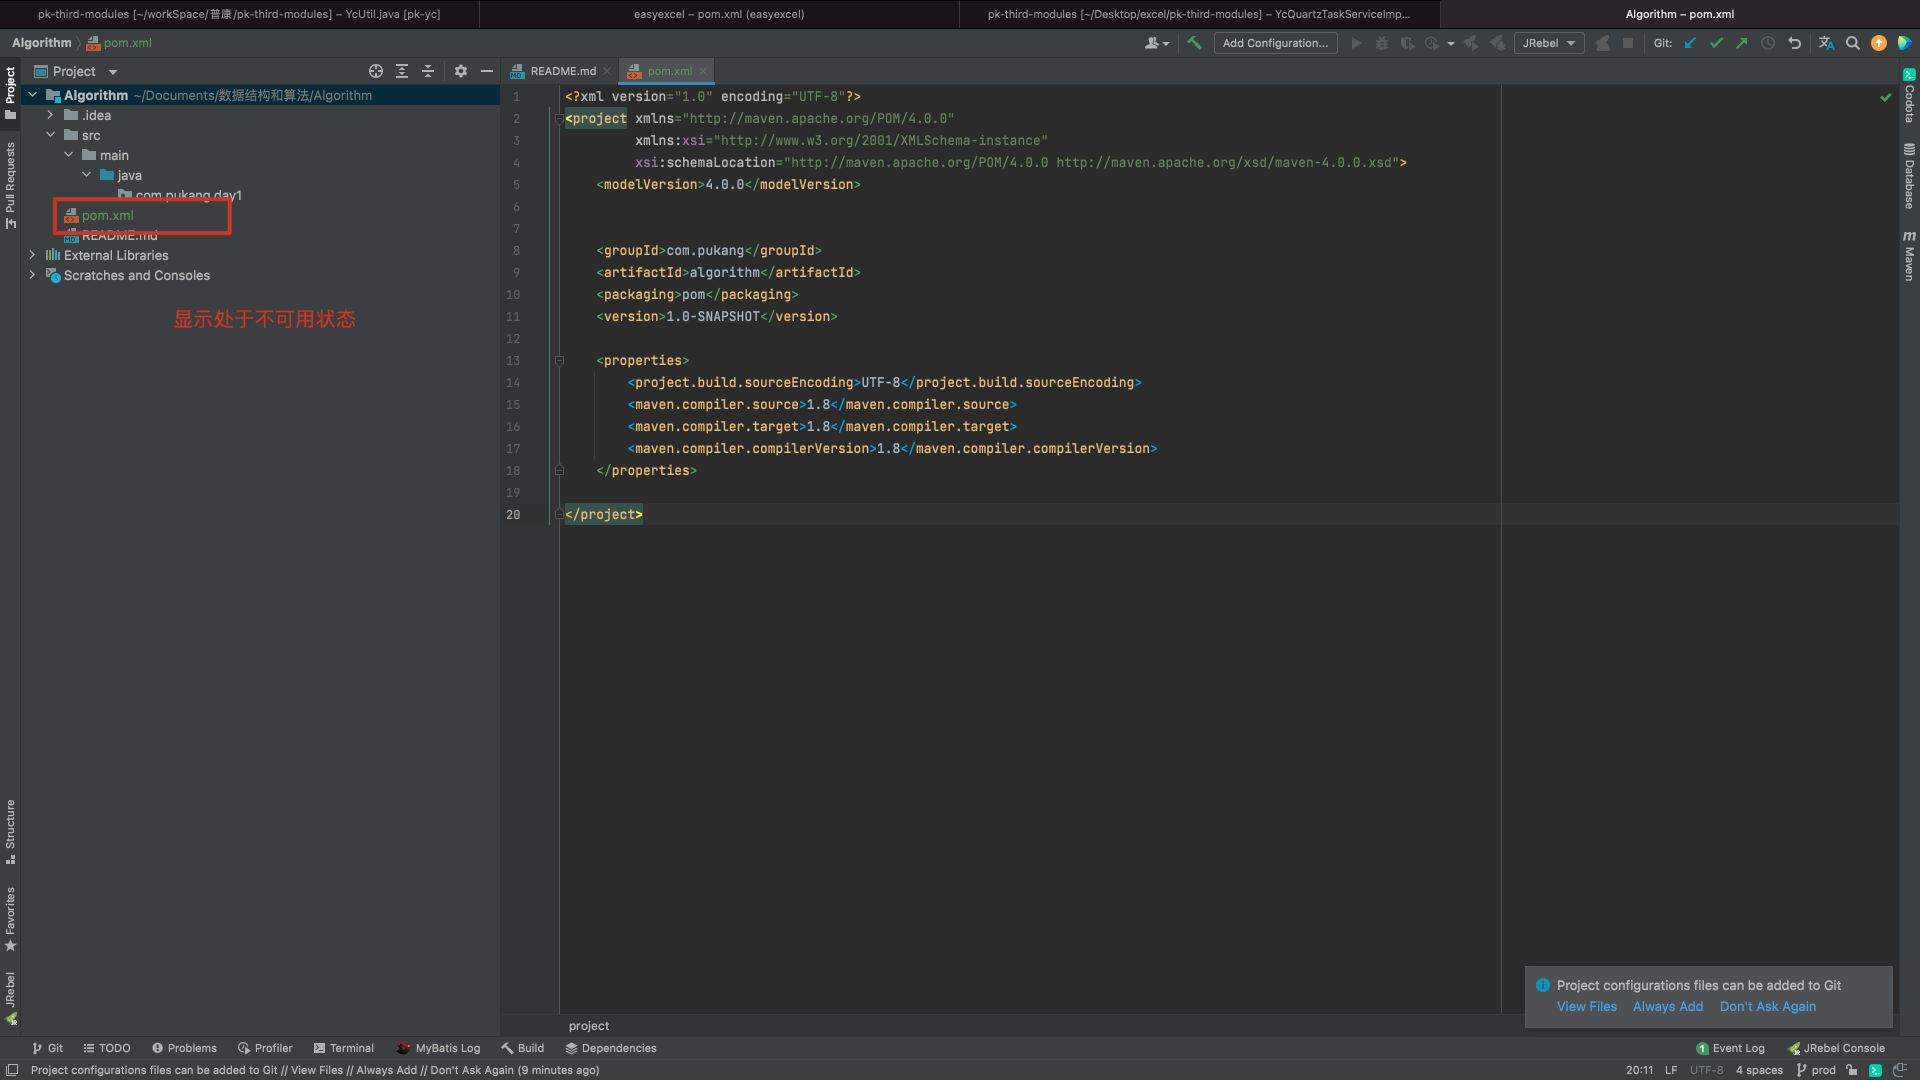 pk-third-modules [~/workSpace/普康/pk-third-modules] – YcUtil.java [pk-yc]
easyexcel – pom.xml (easyexcel)
pk-third-modules [~/Desktop/excel/pk-third-modules] – YcQuartzTaskServiceImp...
Algorithm – pom.xml
Algorithm
pom.xml
Add Configuration...
JRebel
Git:
Project
README.md
pom.xml
Project
Pull Requests
Structure
Favorites
JRebel
Algorithm ~/Documents/数据结构和算法/Algorithm
.idea
src
main
java
com.pukang.day1
pom.xml
README.md
External Libraries
Scratches and Consoles
显示处于不可用状态
1 <?xml version="1.0" encoding="UTF-8"?>
2 <project xmlns="http://maven.apache.org/POM/4.0.0"
3 xmlns:xsi="http://www.w3.org/2001/XMLSchema-instance"
4 xsi:schemaLocation="http://maven.apache.org/POM/4.0.0 http://maven.apache.org/xsd/maven-4.0.0.xsd">
5 <modelVersion>4.0.0</modelVersion>
6
7
8 <groupId>com.pukang</groupId>
9 <artifactId>algorithm</artifactId>
10 <packaging>pom</packaging>
11 <version>1.0-SNAPSHOT</version>
12
13 <properties>
14 <project.build.sourceEncoding>UTF-8</project.build.sourceEncoding>
15 <maven.compiler.source>1.8</maven.compiler.source>
16 <maven.compiler.target>1.8</maven.compiler.target>
17 <maven.compiler.compilerVersion>1.8</maven.compiler.compilerVersion>
18 </properties>
19
20 </project>
Codota
Database
m Maven
Project configurations files can be added to Git
View Files Always Add Don't Ask Again
project
Git TODO Problems Profiler Terminal MyBatis Log Build Dependencies
1 Event Log JRebel Console
Project configurations files can be added to Git // View Files // Always Add // Don't Ask Again (9 minutes ago)
20:11 LF UTF-8 4 spaces prod